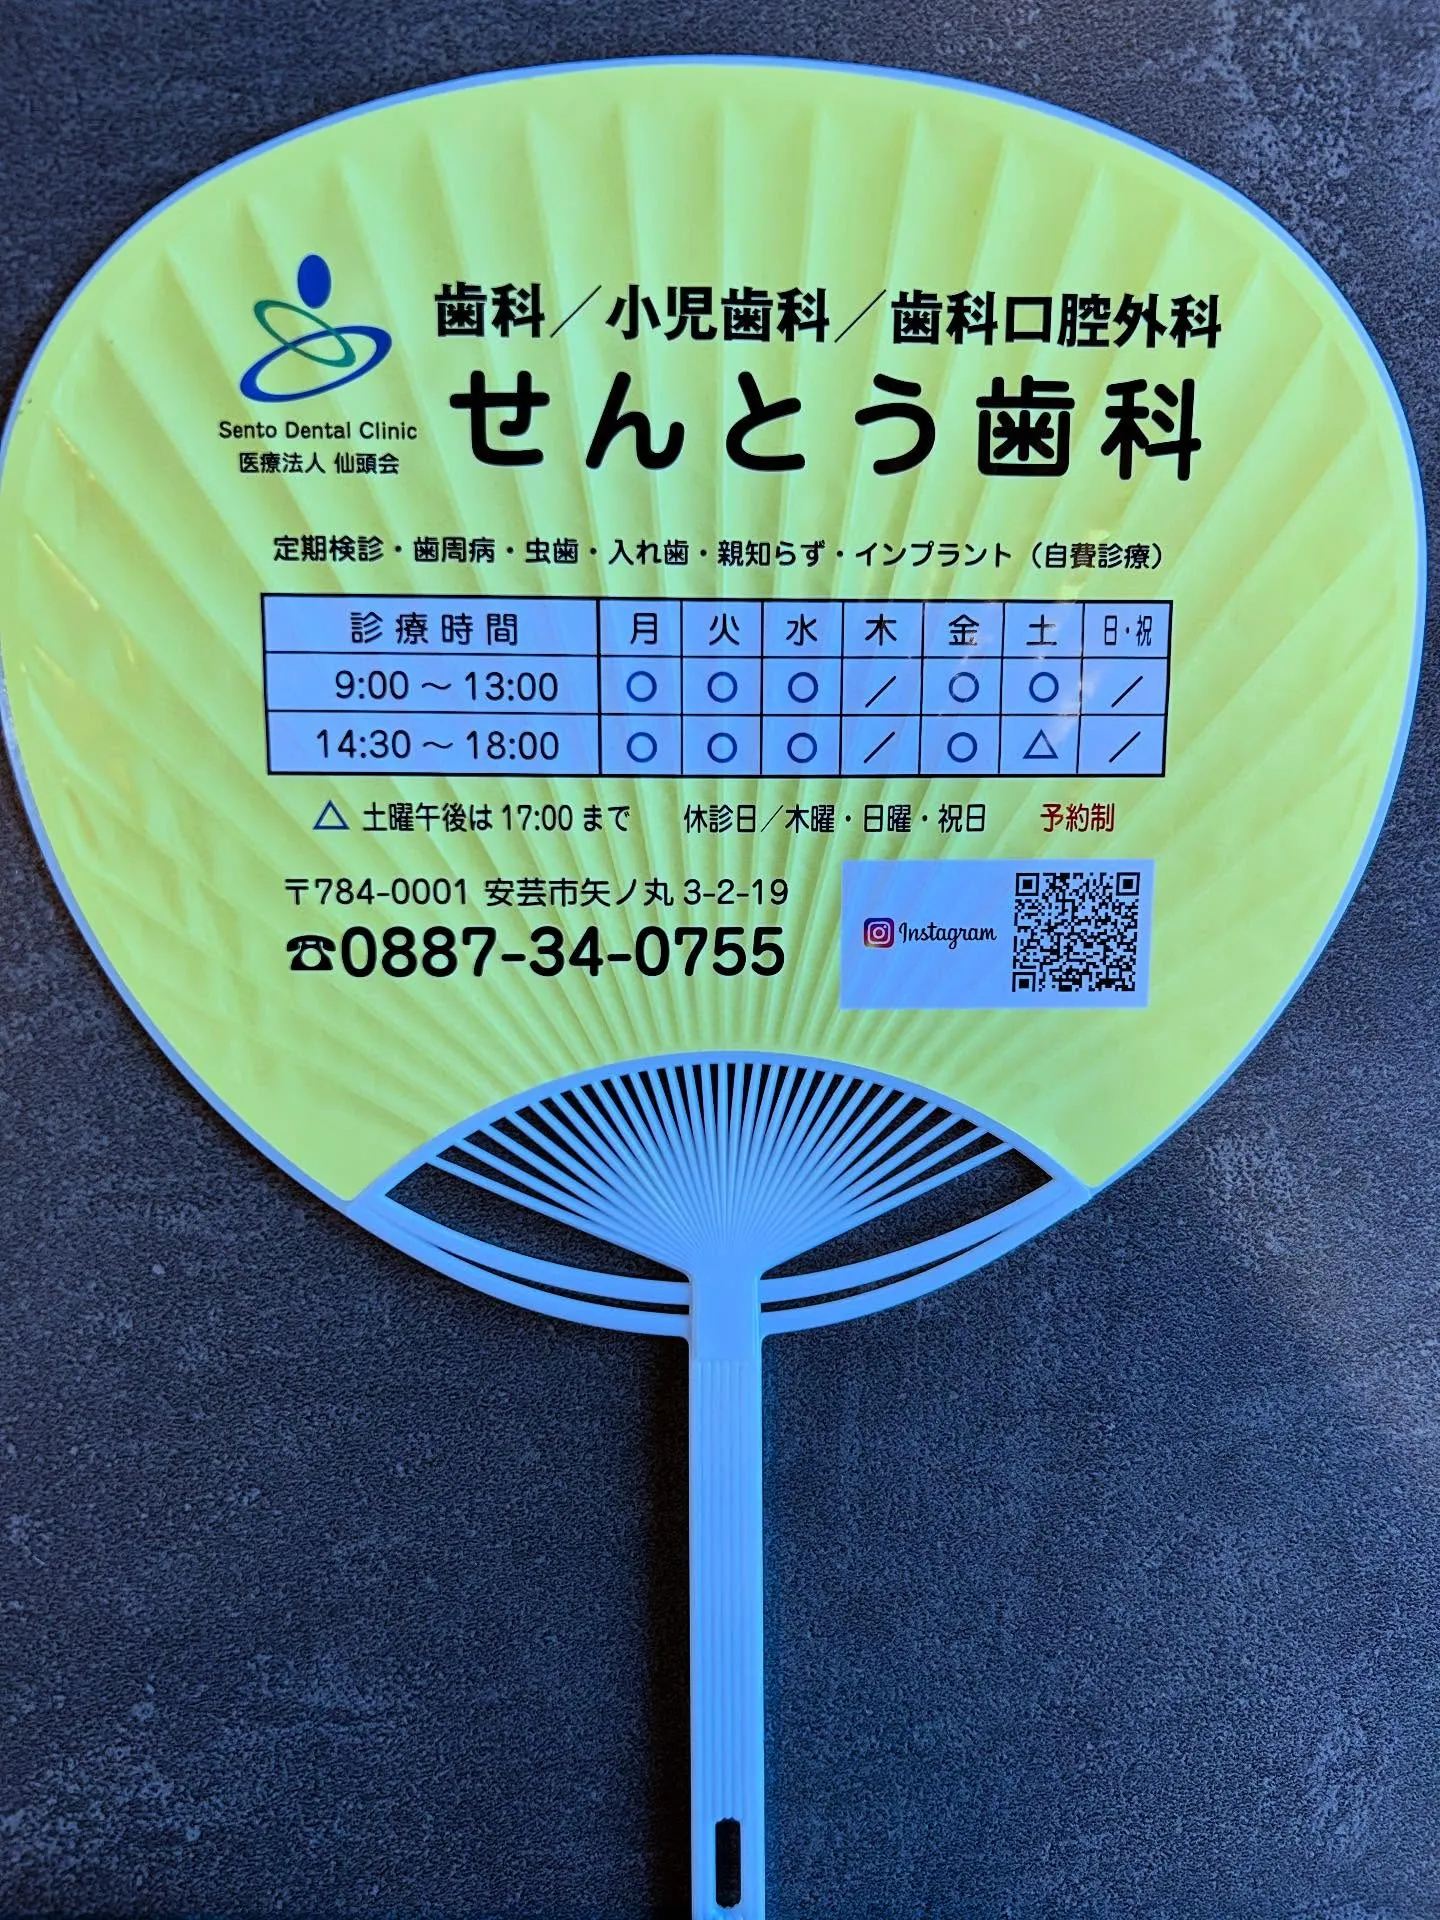 歯科／小児歯科／歯科口腔外科
せんとう歯科
Sento Dental Clinic
医療法人 仙頭会
定期検診・歯周病・虫歯・入れ歯・親知らず・インプラント（自費診療）
診療時間 月 火 水 木 金 土 日・祝
9:00～13:00 ○ ○ ○ ／ ○ ○ ／
14:30～18:00 ○ ○ ○ ／ ○ △ ／
△ 土曜午後は17:00まで 休診日／木曜・日曜・祝日 予約制
〒784-0001 安芸市矢ノ丸3-2-19
☎0887-34-0755
Instagram